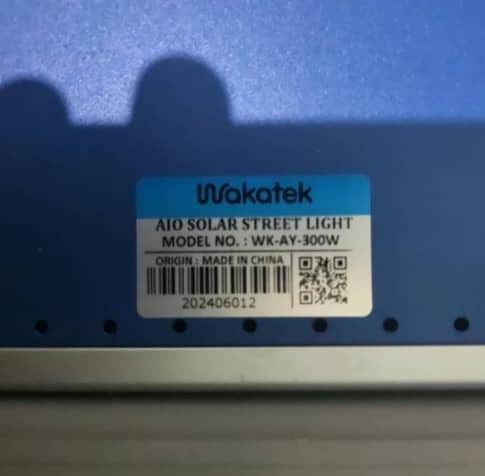 Wakatek
AIO SOLAR STREET LIGHT
MODEL NO. : WK-AY-300W
ORIGIN : MADE IN CHINA
202406012